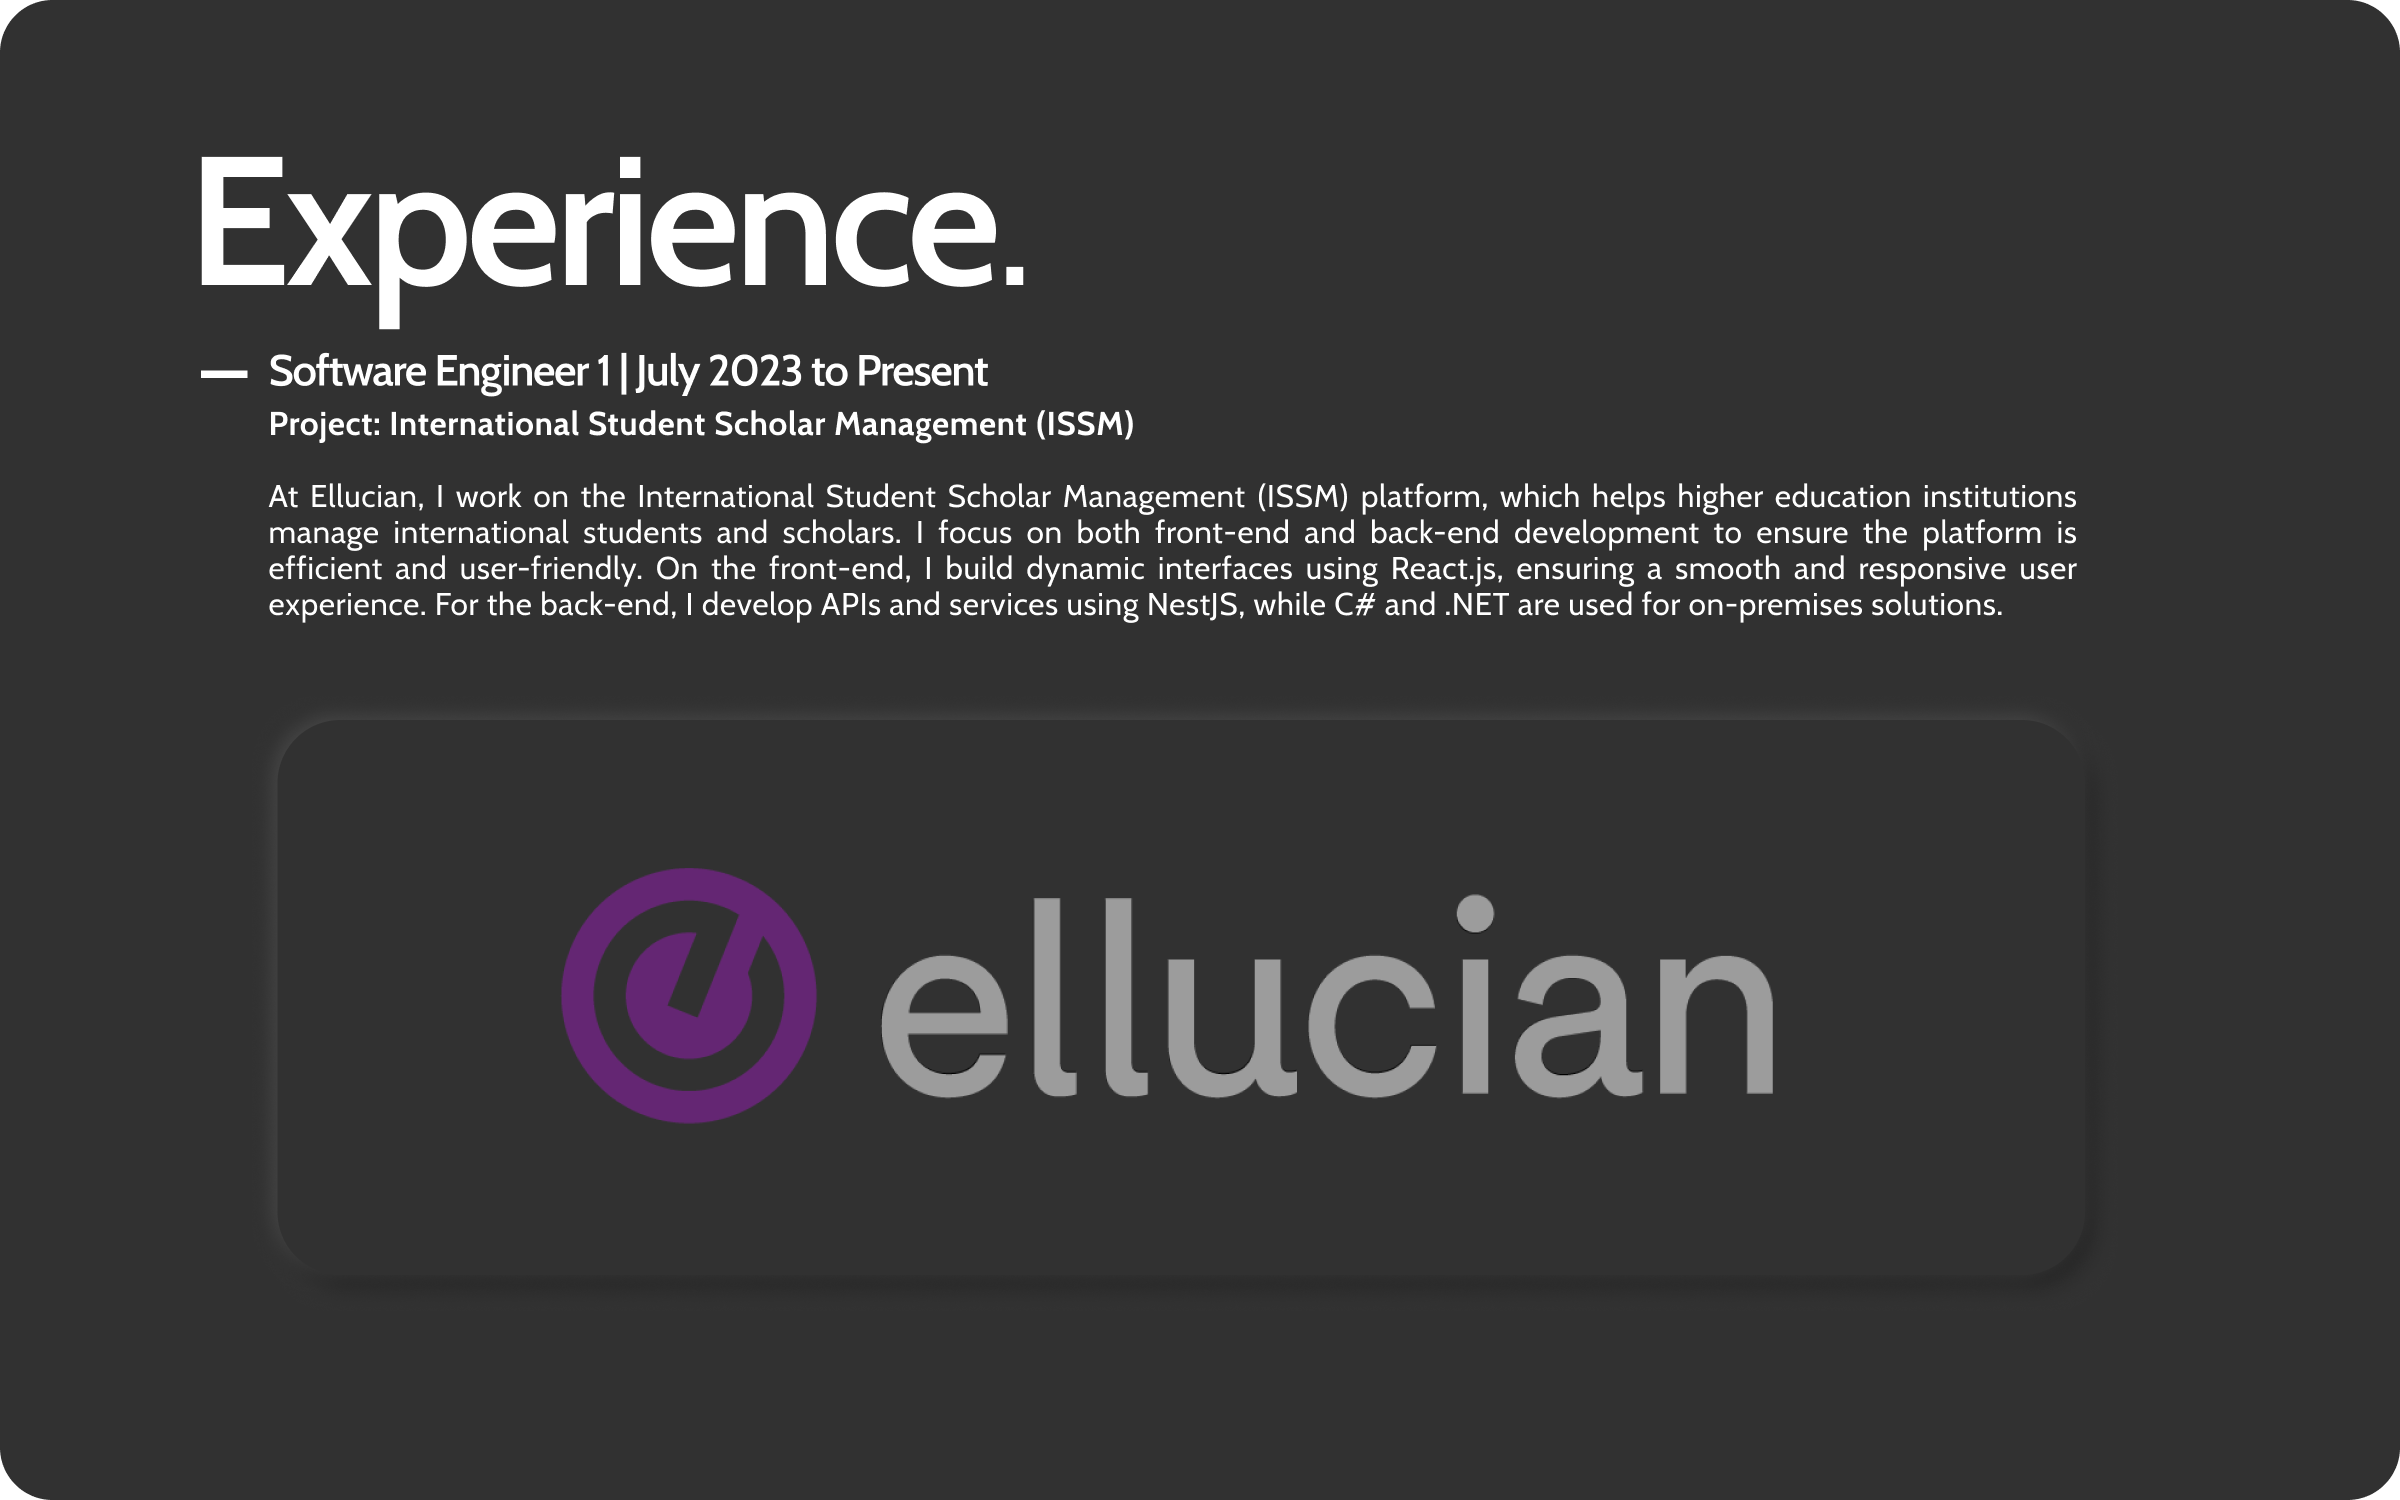 Experience.
Software Engineer 1 | July 2023 to Present
Project: International Student Scholar Management (ISSM)
At Ellucian, I work on the International Student Scholar Management (ISSM) platform, which helps higher education institutions
manage international students and scholars. I focus on both front-end and back-end development to ensure the platform is
efficient and user-friendly. On the front-end, I build dynamic interfaces using React.js, ensuring a smooth and responsive user
experience. For the back-end, I develop APIs and services using NestJS, while C# and .NET are used for on-premises solutions.
ellucian